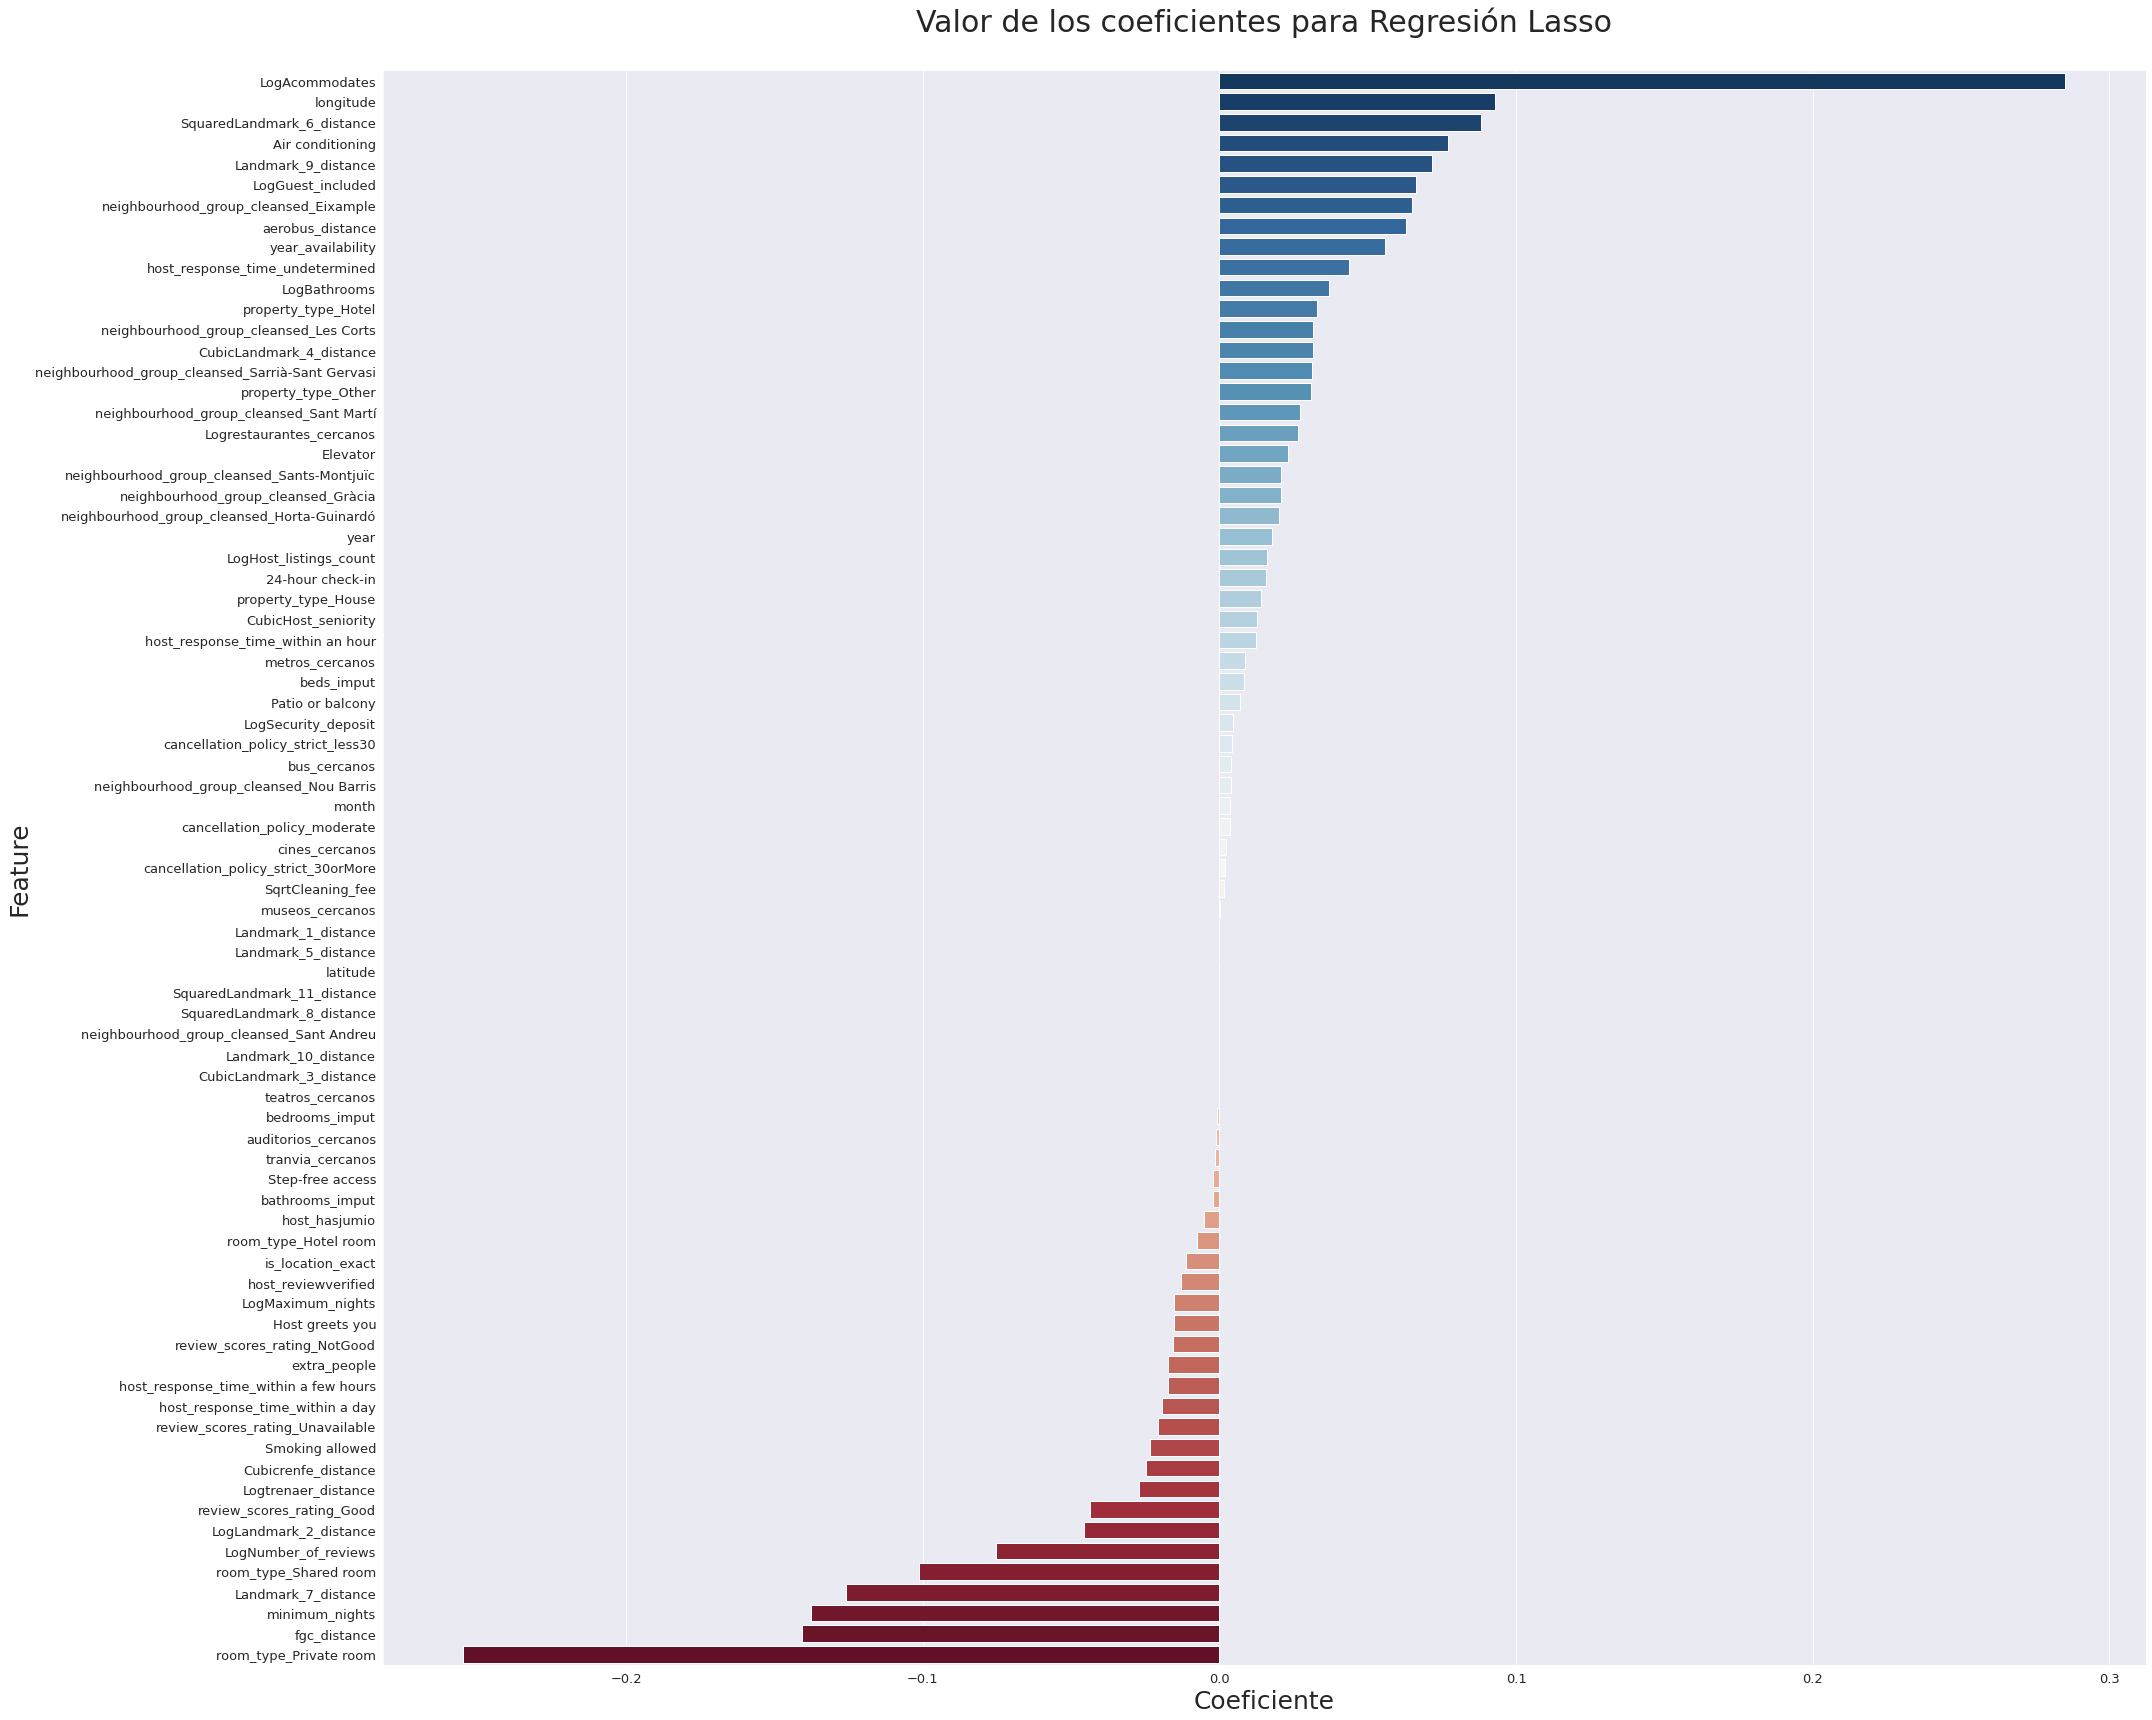 Valor de los coeficientes para Regresión Lasso
LogAcommodates
longitude
SquaredLandmark_6_distance
Air conditioning
Landmark_9_distance
LogGuest_included
neighbourhood_group_cleansed_Eixample
aerobus_distance
year_availability
host_response_time_undetermined
LogBathrooms
property_type_Hotel
neighbourhood_group_cleansed_Les Corts
CubicLandmark_4_distance
neighbourhood_group_cleansed_Sarrià-Sant Gervasi
property_type_Other
neighbourhood_group_cleansed_Sant Martí
Logrestaurantes_cercanos
Elevator
neighbourhood_group_cleansed_Sants-Montjuïc
neighbourhood_group_cleansed_Gràcia
neighbourhood_group_cleansed_Horta-Guinardó
year
LogHost_listings_count
24-hour check-in
property_type_House
CubicHost_seniority
host_response_time_within an hour
metros_cercanos
beds_imput
Patio or balcony
LogSecurity_deposit
cancellation_policy_strict_less30
bus_cercanos
neighbourhood_group_cleansed_Nou Barris
month
cancellation_policy_moderate
cines_cercanos
cancellation_policy_strict_30orMore
SqrtCleaning_fee
museos_cercanos
Landmark_1_distance
Landmark_5_distance
latitude
SquaredLandmark_11_distance
SquaredLandmark_8_distance
neighbourhood_group_cleansed_Sant Andreu
Landmark_10_distance
CubicLandmark_3_distance
teatros_cercanos
bedrooms_imput
auditorios_cercanos
tranvia_cercanos
Step-free access
bathrooms_imput
host_hasjumio
room_type_Hotel room
is_location_exact
host_reviewverified
LogMaximum_nights
Host greets you
review_scores_rating_NotGood
extra_people
host_response_time_within a few hours
host_response_time_within a day
review_scores_rating_Unavailable
Smoking allowed
Cubicrenfe_distance
Logtrenaer_distance
review_scores_rating_Good
LogLandmark_2_distance
LogNumber_of_reviews
room_type_Shared room
Landmark_7_distance
minimum_nights
fgc_distance
room_type_Private room
Feature
−0.2 −0.1 0.0 0.1 0.2 0.3
Coeficiente